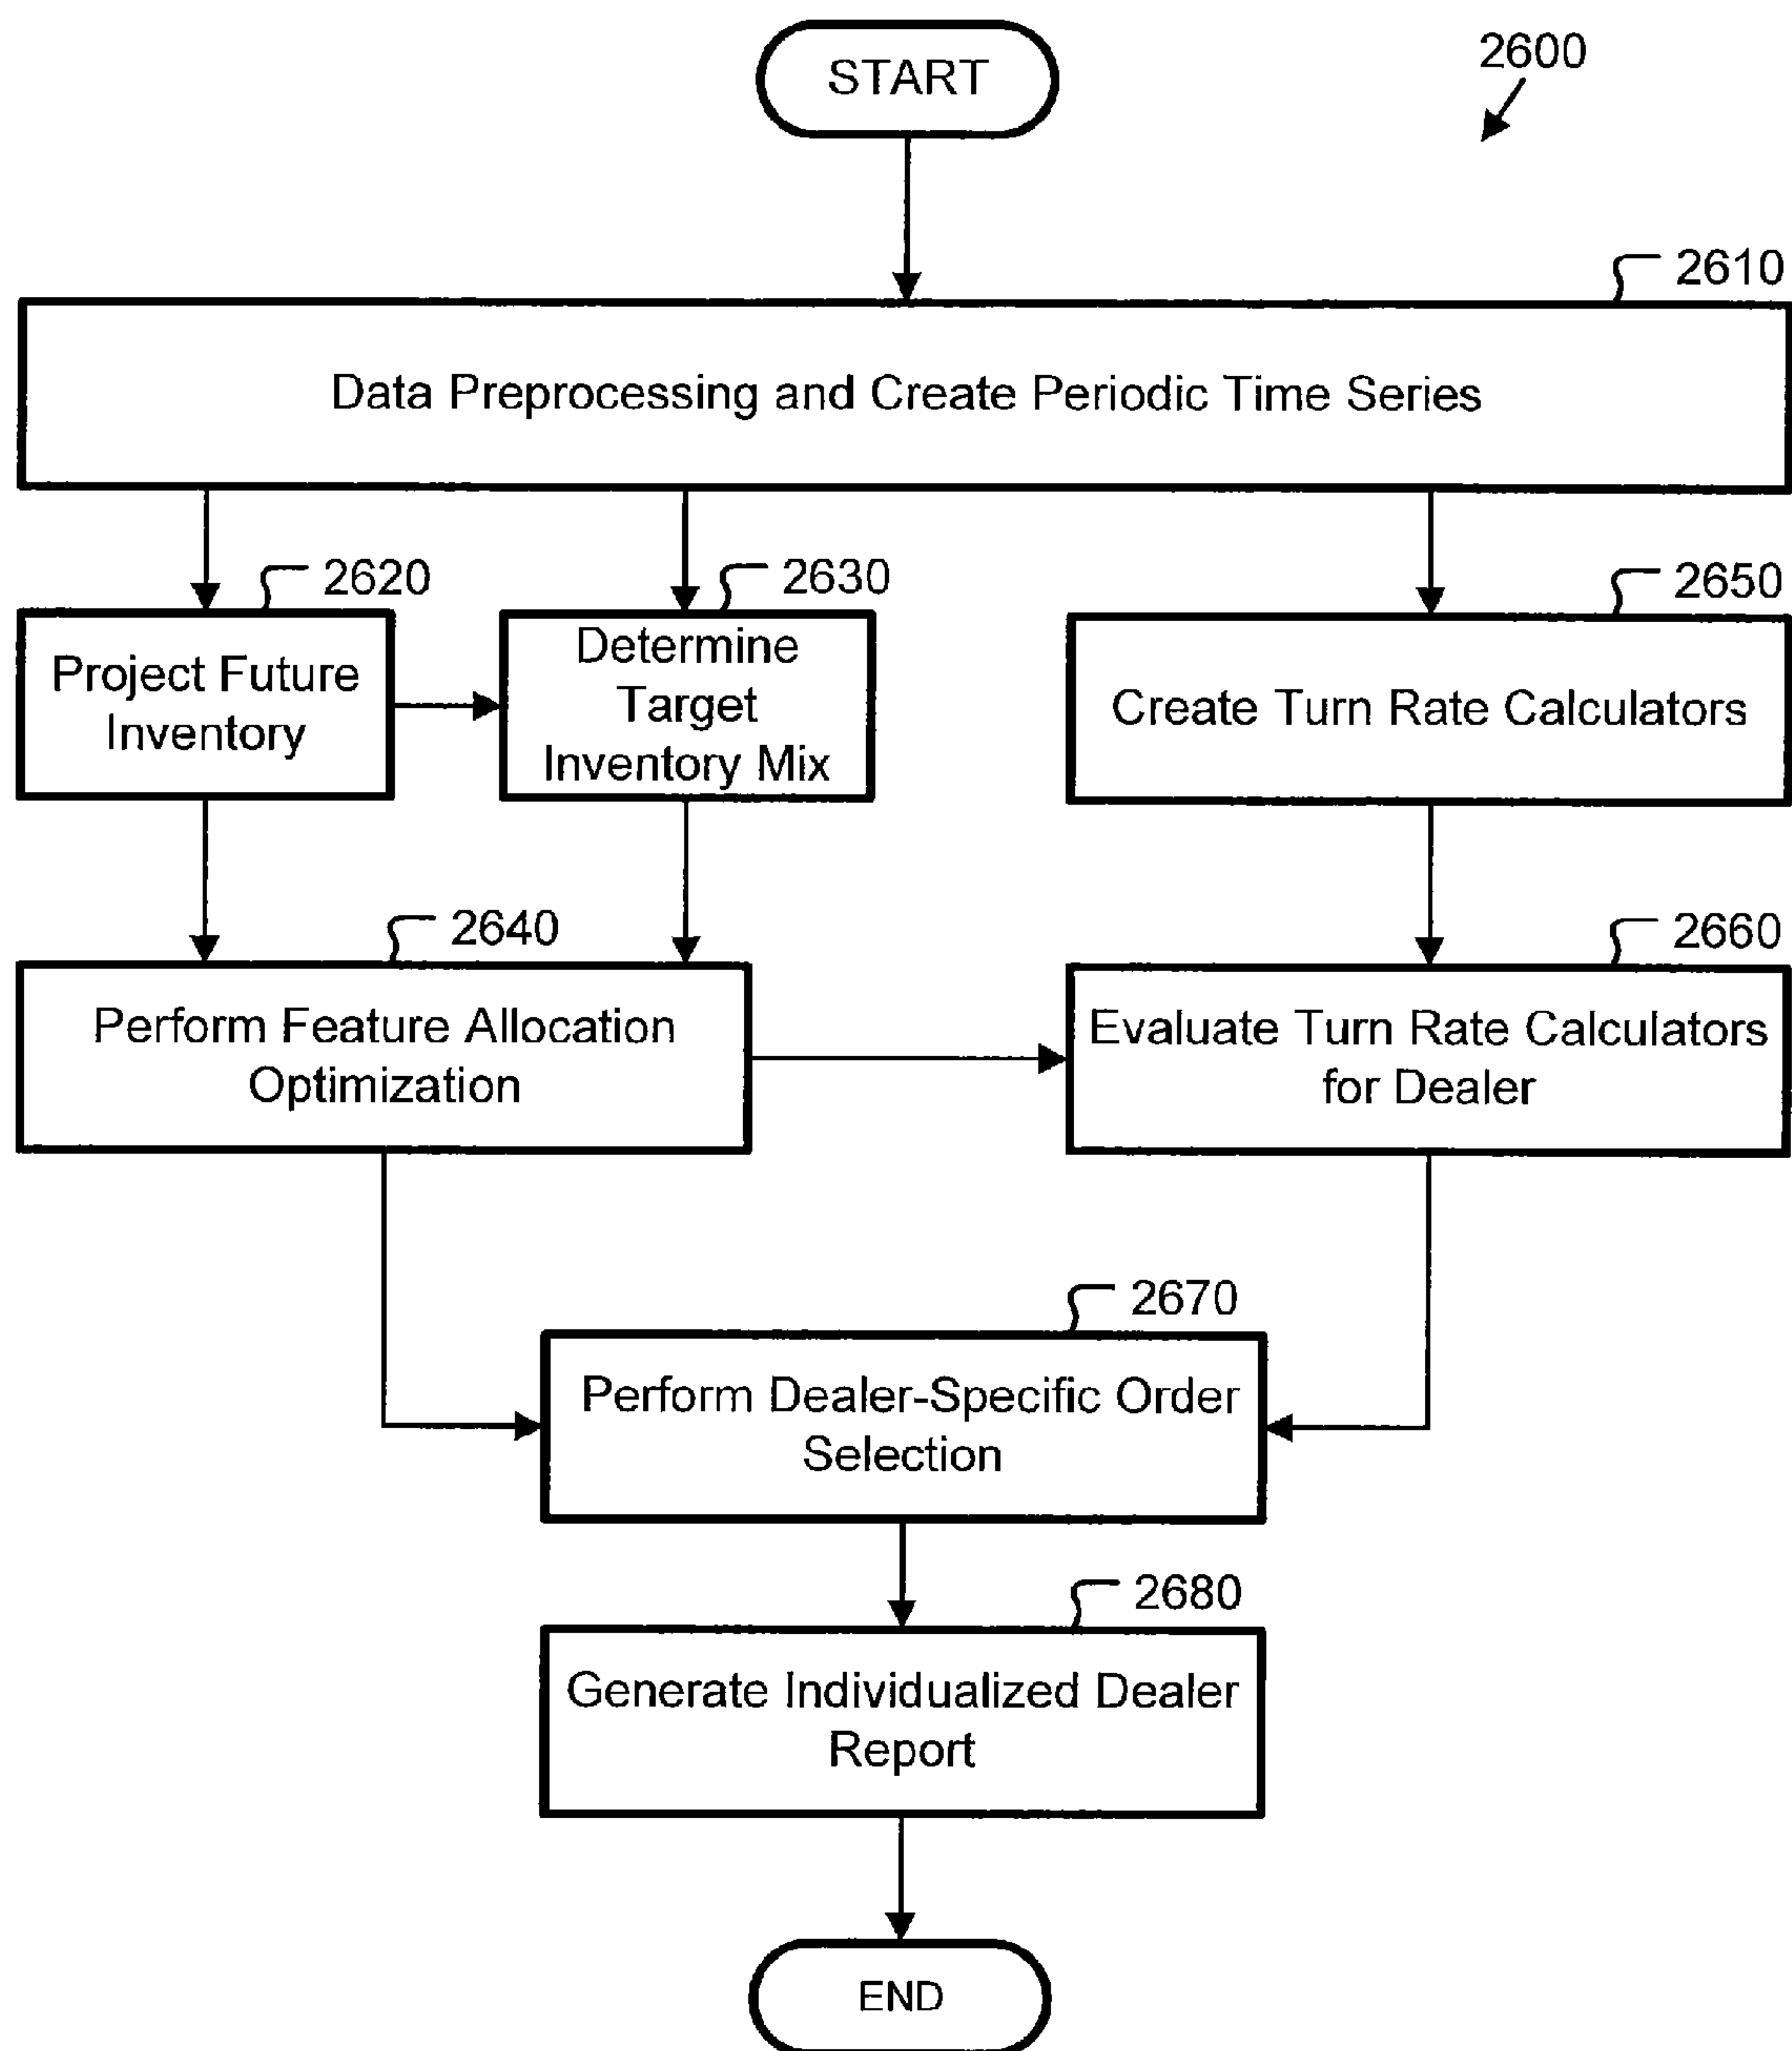 START
2600
2610
Data Preprocessing and Create Periodic Time Series
2620
2630
2650
Project Future
Inventory
Determine
Target
Inventory Mix
Create Turn Rate Calculators
2640
2660
Perform Feature Allocation
Optimization
Evaluate Turn Rate Calculators
for Dealer
2670
Perform Dealer-Specific Order
Selection
2680
Generate Individualized Dealer
Report
END